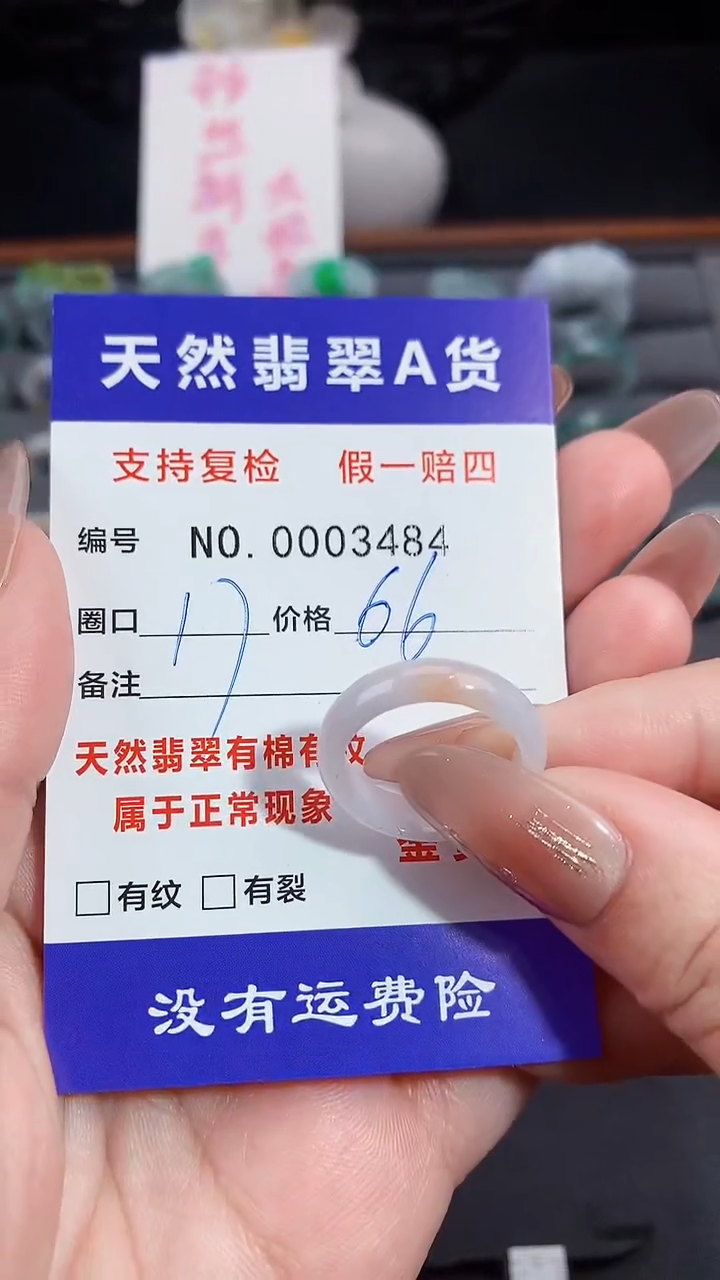 天然翡翠A货
支持复检 假一赔四
编号 NO.0003484
圈口 17 价格 66
备注
天然翡翠有棉有纹
属于正常现象
有纹 有裂
没有运费险